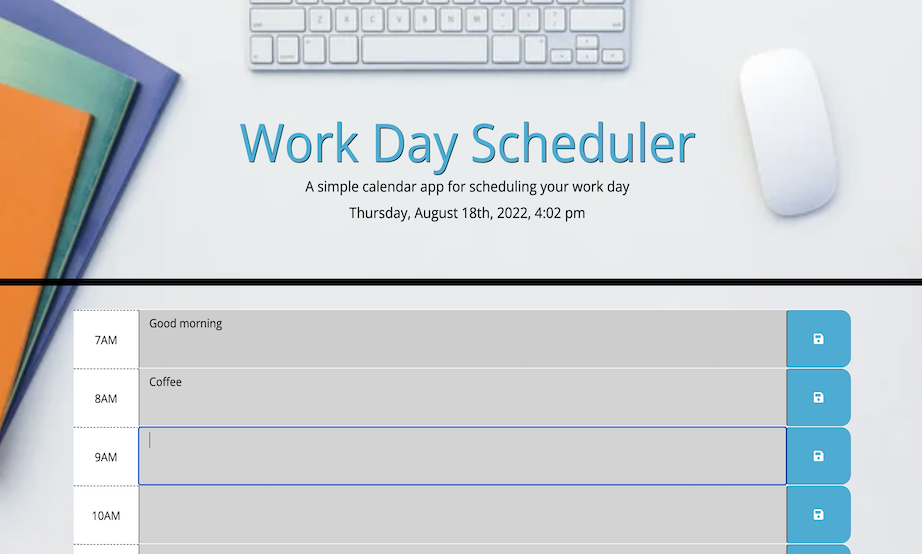 Z X C V B N M
Work Day Scheduler
A simple calendar app for scheduling your work day
Thursday, August 18th, 2022, 4:02 pm
7AM
Good morning
8AM
Coffee
9AM
10AM